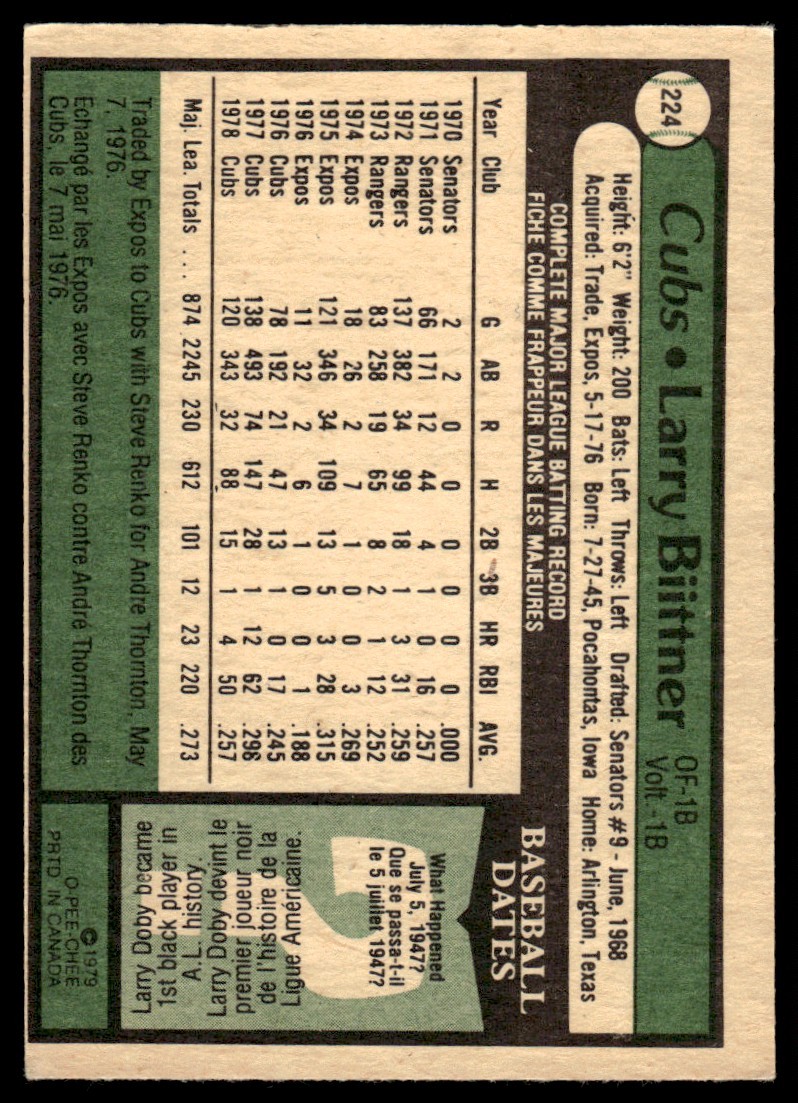 224
Cubs • Larry Biittner
OF-1B
Volt.-1B
Height: 6'2" Weight: 200 Bats: Left Throws: Left Drafted: Senators #9 - June, 1968
Acquired: Trade, Expos, 5-17-76 Born: 7-27-45, Pocahontas, Iowa Home: Arlington, Texas
COMPLETE MAJOR LEAGUE BATTING RECORD
FICHE COMME FRAPPEUR DANS LES MAJEURES
Year Club G AB R H 2B 3B HR RBI AVG.
1970 Senators 2 2 0 0 0 0 0 0 .000
1971 Senators 66 171 12 44 4 1 0 16 .257
1972 Rangers 137 382 34 99 18 1 3 31 .259
1973 Rangers 83 258 19 65 8 2 1 12 .252
1974 Expos 18 26 2 7 1 0 0 3 .269
1975 Expos 121 346 34 109 13 5 3 28 .315
1976 Expos 11 32 2 6 1 0 0 1 .188
1976 Cubs 78 192 21 47 13 1 0 17 .245
1977 Cubs 138 493 74 147 28 1 12 62 .298
1978 Cubs 120 343 32 88 15 1 4 50 .257
Maj. Lea. Totals .... 874 2245 230 612 101 12 23 220 .273
Traded by Expos to Cubs with Steve Renko for Andre Thornton, May
7, 1976.
Echangé par les Expos avec Steve Renko contre André Thornton des
Cubs, le 7 mai 1976.
BASEBALL
DATES
What Happened
July 5, 1947?
Que se passa-t-il
le 5 juillet 1947?
Larry Doby became
1st black player in
A.L. history.
Larry Doby devint le
premier joueur noir
de l'histoire de la
Ligue Américaine.
© 1979
O-PEE-CHEE
PRTD. IN CANADA